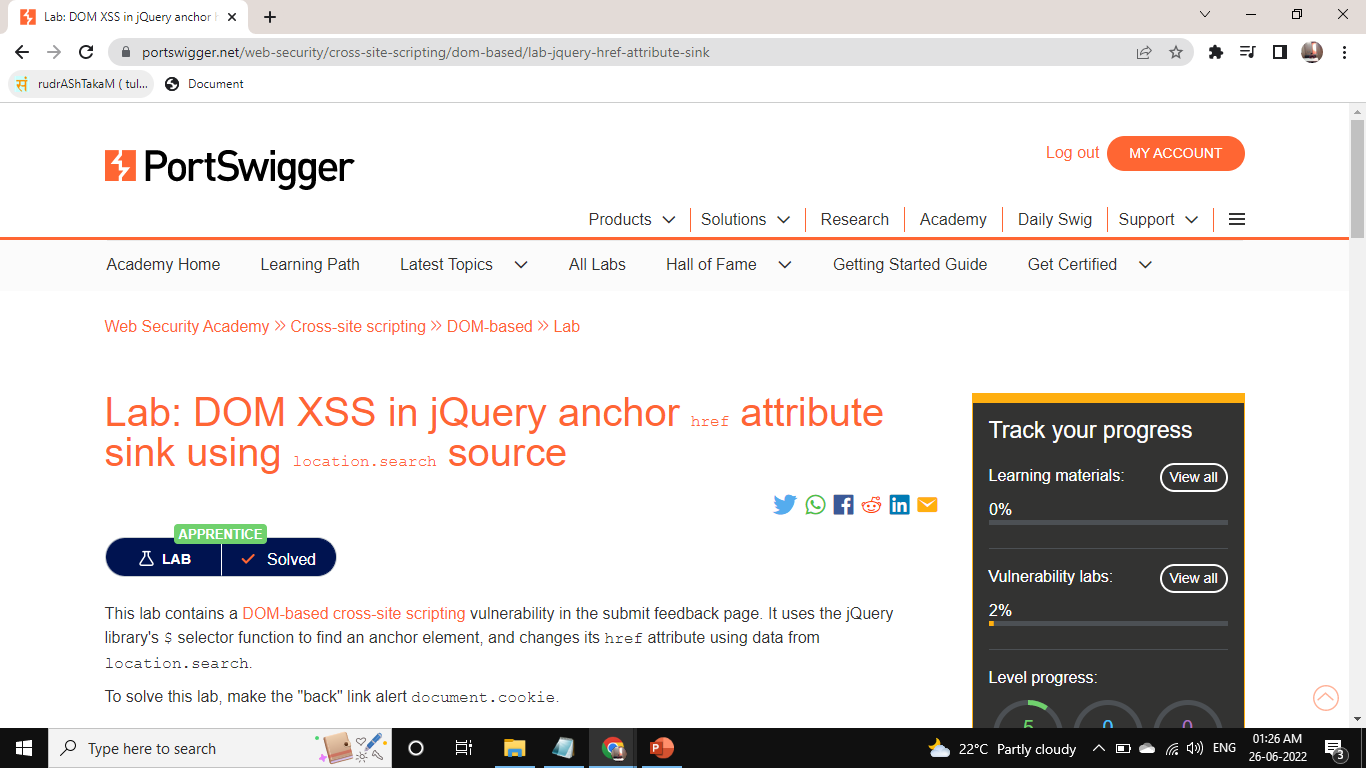 Lab: DOM XSS in jQuery anchor
portswigger.net/web-security/cross-site-scripting/dom-based/lab-jquery-href-attribute-sink
सं rudrAShTakaM ( tul... Document
PortSwigger
Log out MY ACCOUNT
Products Solutions Research Academy Daily Swig Support
Academy Home Learning Path Latest Topics All Labs Hall of Fame Getting Started Guide Get Certified
Web Security Academy » Cross-site scripting » DOM-based » Lab
Lab: DOM XSS in jQuery anchor href attribute
sink using location.search source
APPRENTICE
LAB Solved
This lab contains a DOM-based cross-site scripting vulnerability in the submit feedback page. It uses the jQuery
library's $ selector function to find an anchor element, and changes its href attribute using data from
location.search.
To solve this lab, make the "back" link alert document.cookie.
Track your progress
Learning materials: View all
0%
Vulnerability labs: View all
2%
Level progress:
5 0 0
Type here to search
22°C Partly cloudy ENG
01:26 AM
26-06-2022
3